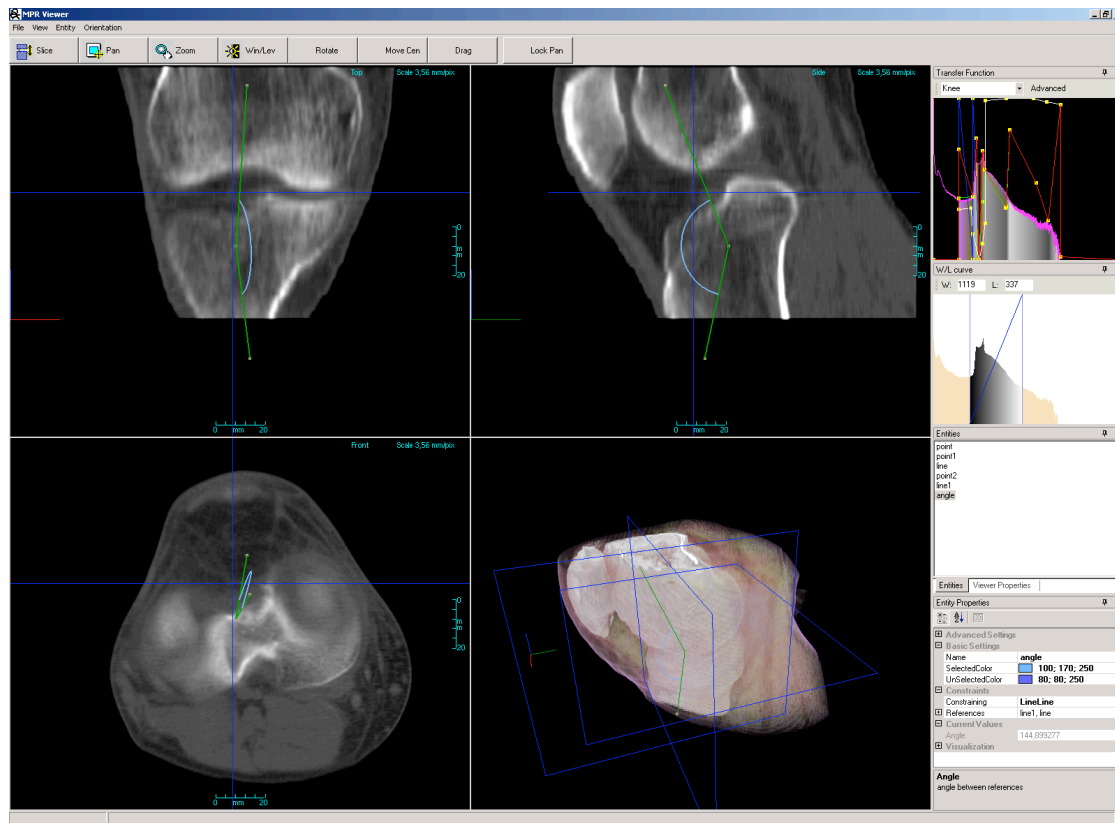 MPR Viewer
File View Entity Orientation
Slice Pan Zoom Win/Lev Rotate Move Cen Drag Lock Pan
Top Scale 3,56 mm/pix
0
m
m
20
0 mm 20
Side Scale 3,56 mm/pix
0
m
m
20
0 mm 20
Front Scale 3,56 mm/pix
0
m
m
20
0 mm 20
Transfer Function
Knee Advanced
W/L curve
W: 1119 L: 337
Entities
point
point1
line
point2
line1
angle
Entities Viewer Properties
Entity Properties
Advanced Settings
Basic Settings
Name angle
SelectedColor 100; 170; 250
UnSelectedColor 80; 80; 250
Constraints
Constraining LineLine
References line1, line
Current Values
Angle 144,899277
Visualization
Angle
angle between references